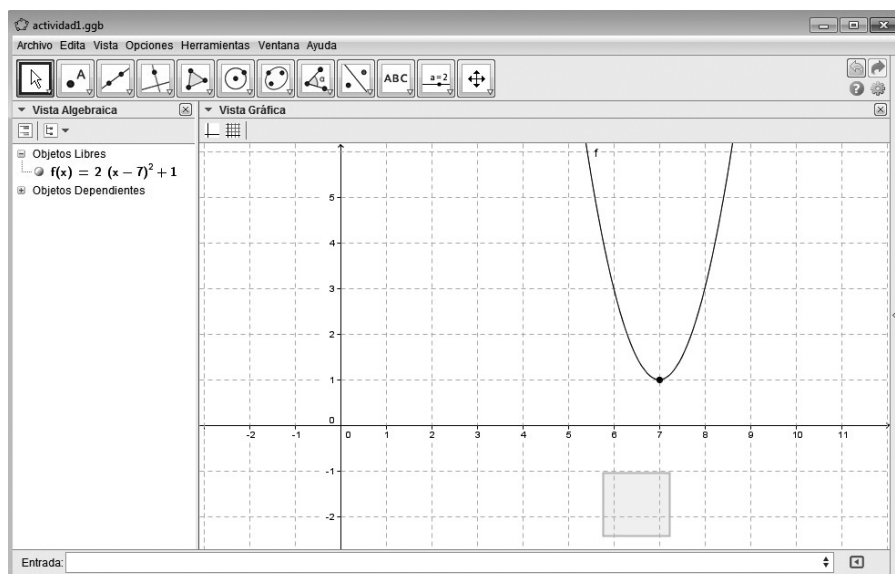 actividad1.ggb
Archivo Edita Vista Opciones Herramientas Ventana Ayuda
A α ABC a=2
Vista Algebraica
Vista Gráfica
Objetos Libres
f(x) = 2 (x − 7)² + 1
Objetos Dependientes
f
5
4
3
2
1
0
-2 -1 0 1 2 3 4 5 6 7 8 9 10 11
-1
-2
Entrada: